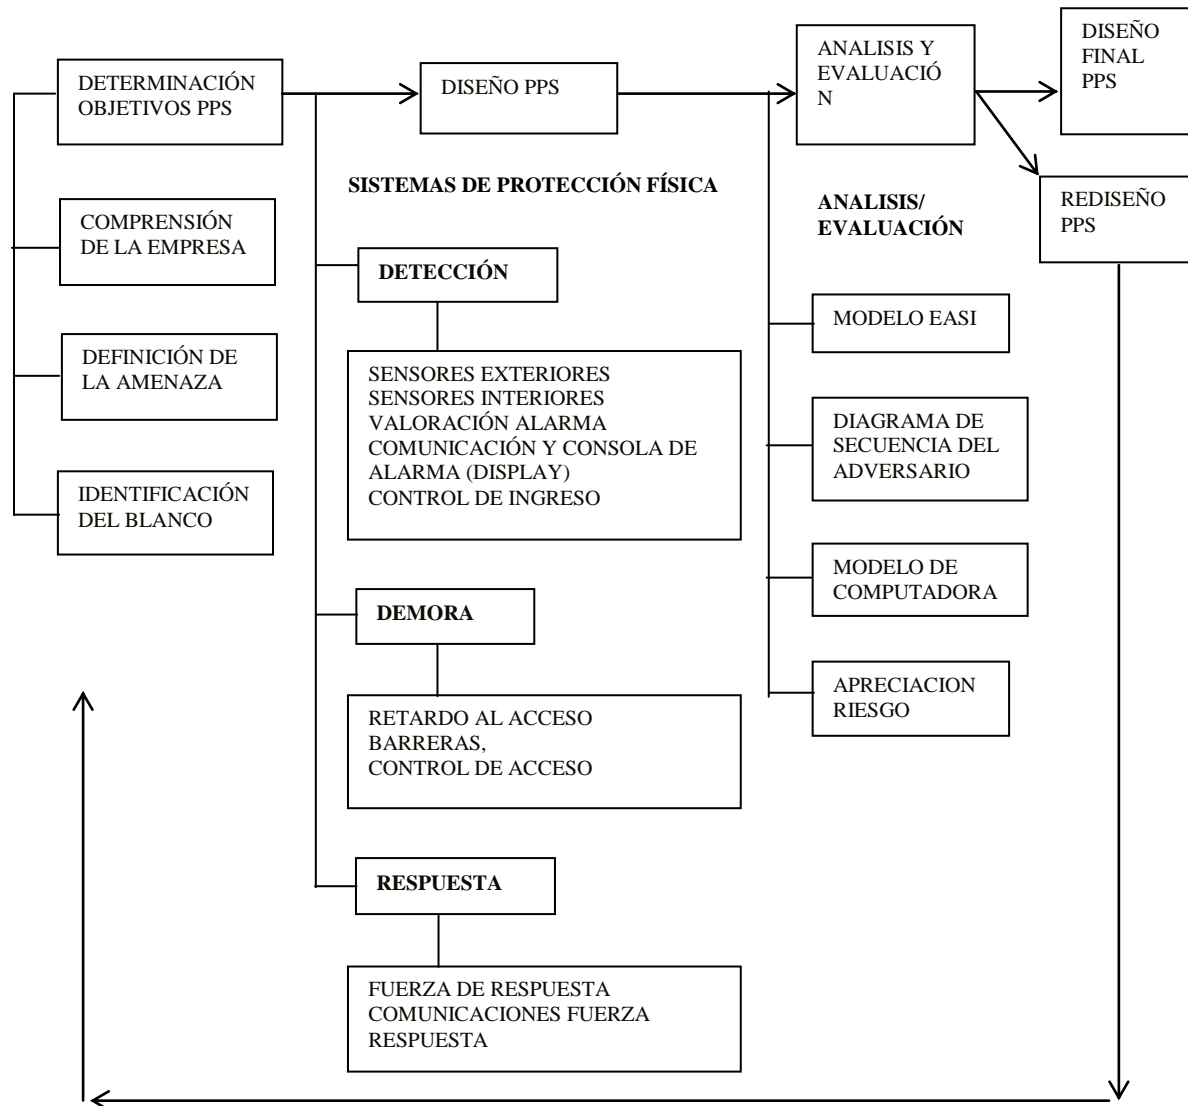 DETERMINACIÓN
OBJETIVOS PPS
COMPRENSIÓN
DE LA EMPRESA
DEFINICIÓN DE
LA AMENAZA
IDENTIFICACIÓN
DEL BLANCO
DISEÑO PPS
SISTEMAS DE PROTECCIÓN FÍSICA
DETECCIÓN
SENSORES EXTERIORES
SENSORES INTERIORES
VALORACIÓN ALARMA
COMUNICACIÓN Y CONSOLA DE
ALARMA (DISPLAY)
CONTROL DE INGRESO
DEMORA
RETARDO AL ACCESO
BARRERAS,
CONTROL DE ACCESO
RESPUESTA
FUERZA DE RESPUESTA
COMUNICACIONES FUERZA
RESPUESTA
ANALISIS Y
EVALUACIÓ
N
ANALISIS/
EVALUACIÓN
MODELO EASI
DIAGRAMA DE
SECUENCIA DEL
ADVERSARIO
MODELO DE
COMPUTADORA
APRECIACION
RIESGO
DISEÑO
FINAL
PPS
REDISEÑO
PPS